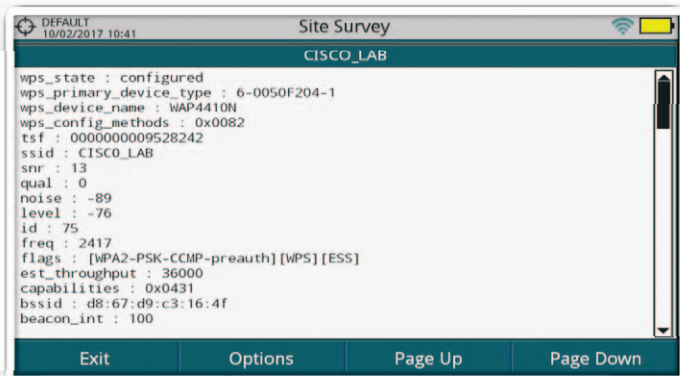 DEFAULT
10/02/2017 10:41
Site Survey
CISCO_LAB
wps_state : configured
wps_primary_device_type : 6-0050F204-1
wps_device_name : WAP4410N
wps_config_methods : 0x0082
tsf : 0000000009528242
ssid : CISCO_LAB
snr : 13
qual : 0
noise : -89
level : -76
id : 75
freq : 2417
flags : [WPA2-PSK-CCMP-preauth][WPS][ESS]
est_throughput : 36000
capabilities : 0x0431
bssid : d8:67:d9:c3:16:4f
beacon_int : 100
Exit
Options
Page Up
Page Down